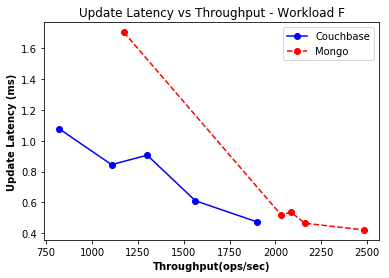 Update Latency vs Throughput - Workload F
Couchbase
Mongo
Update Latency (ms)
1.6
1.4
1.2
1.0
0.8
0.6
0.4
750 1000 1250 1500 1750 2000 2250 2500
Throughput(ops/sec)